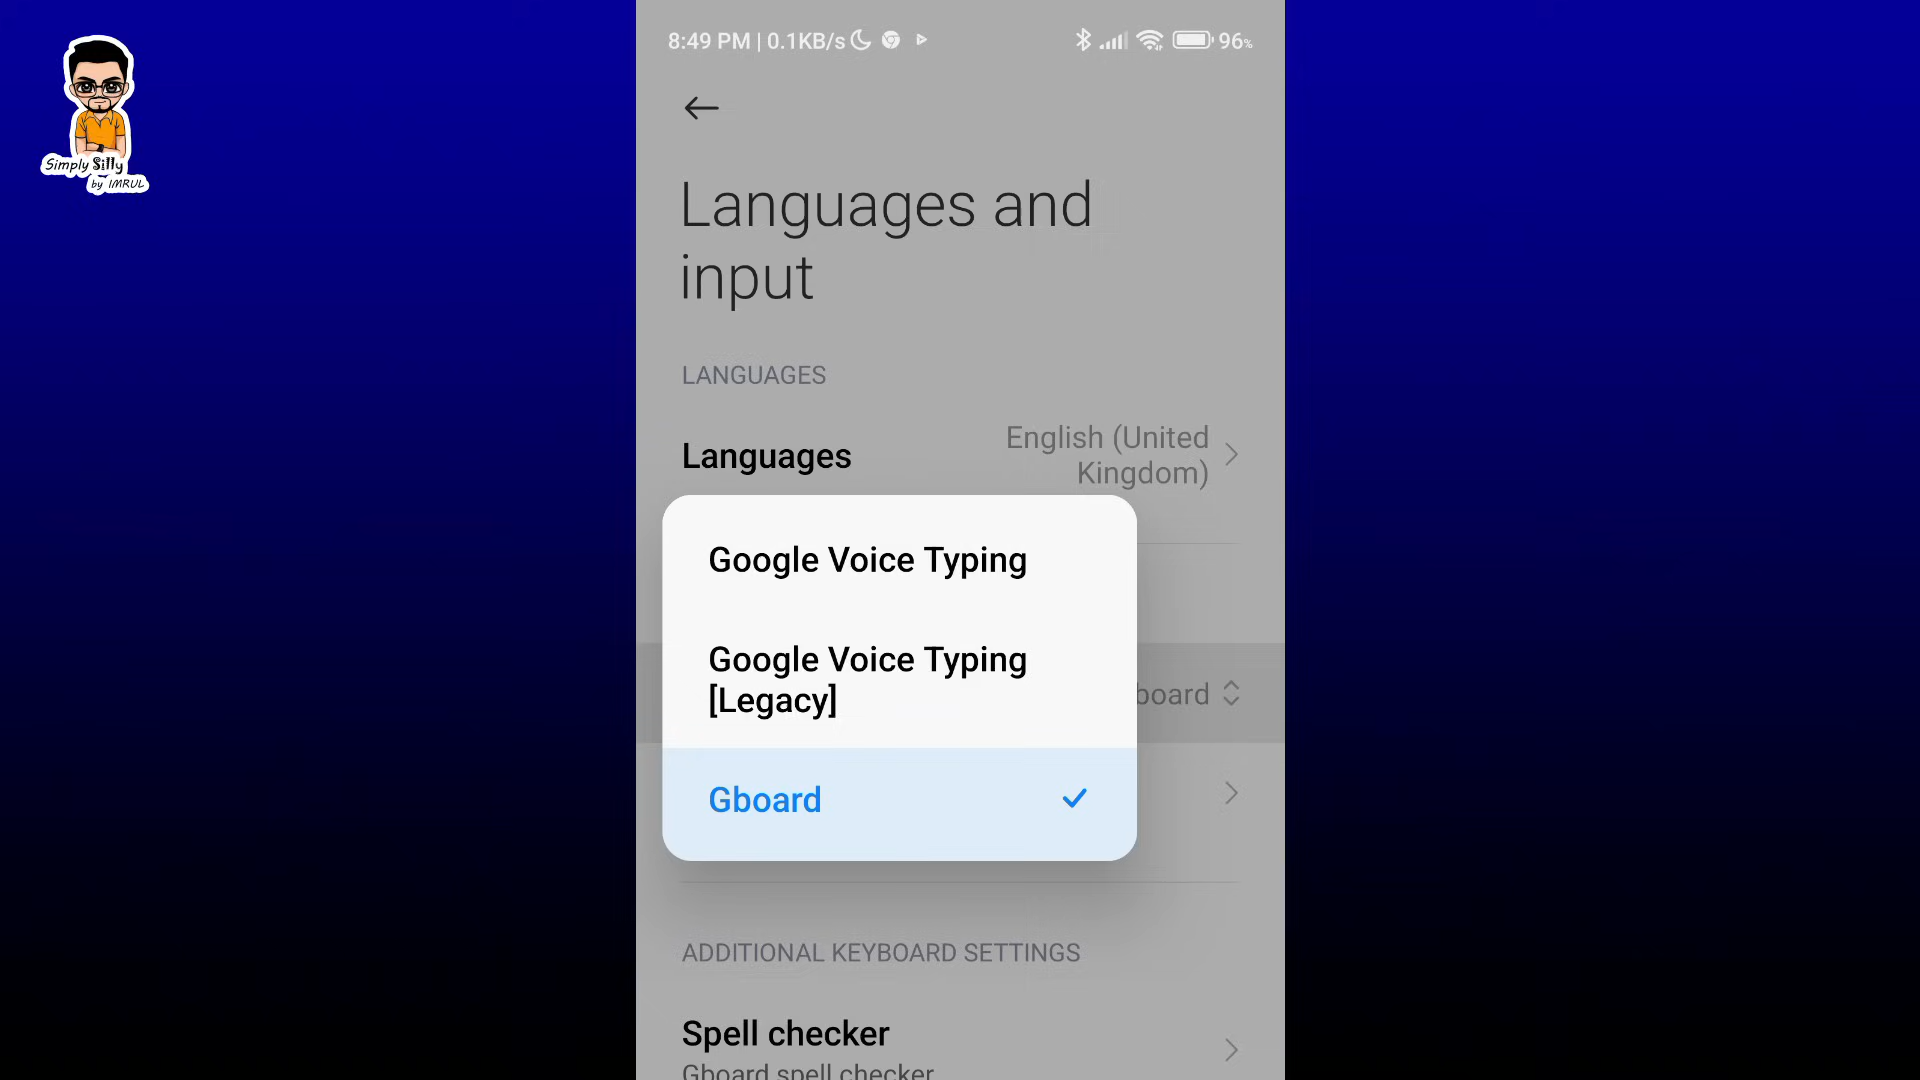 Simply Silly
by IMRUL
8:49 PM | 0.1KB/s
96%
Languages and
input
LANGUAGES
Languages
English (United
Kingdom)
Google Voice Typing
Google Voice Typing
[Legacy]
board
Gboard
ADDITIONAL KEYBOARD SETTINGS
Spell checker
Gboard spell checker